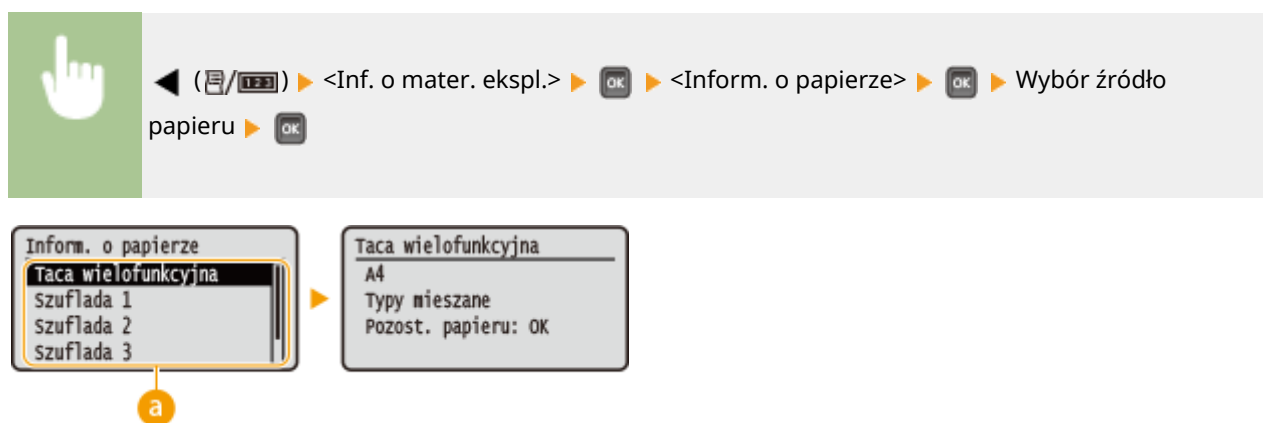 (/123) <Inf. o mater. ekspl.> OK <Inform. o papierze> OK Wybór źródło
papieru OK
Inform. o papierze
Taca wielofunkcyjna
Szuflada 1
Szuflada 2
Szuflada 3
Taca wielofunkcyjna
A4
Typy mieszane
Pozost. papieru: OK
a